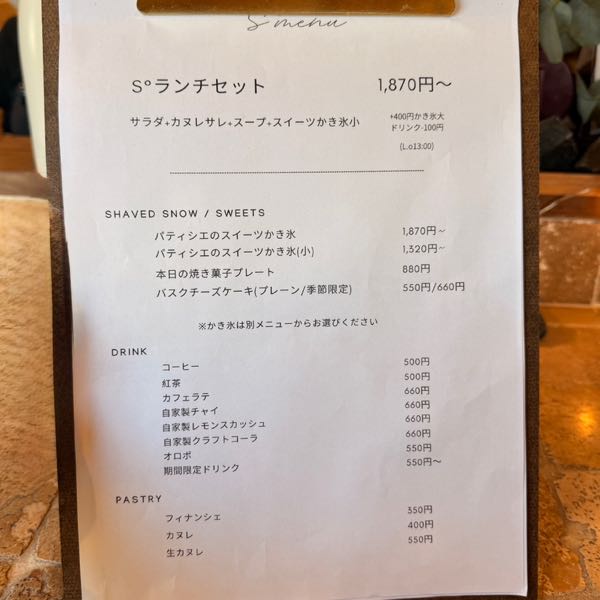 S° menu
S°ランチセット 1,870円〜
サラダ+カヌレサレ+スープ+スイーツかき氷小
+400円かき氷大
ドリンク-100円
(L.o13:00)
SHAVED SNOW / SWEETS
パティシエのスイーツかき氷 1,870円〜
パティシエのスイーツかき氷(小) 1,320円〜
本日の焼き菓子プレート 880円
バスクチーズケーキ(プレーン/季節限定) 550円/660円
※かき氷は別メニューからお選びください
DRINK
コーヒー 500円
紅茶 500円
カフェラテ 660円
自家製チャイ 660円
自家製レモンスカッシュ 660円
自家製クラフトコーラ 660円
オロポ 550円
期間限定ドリンク 550円〜
PASTRY
フィナンシェ 350円
カヌレ 400円
生カヌレ 550円